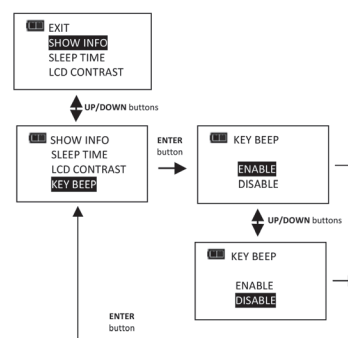 EXIT
SHOW INFO
SLEEP TIME
LCD CONTRAST
UP/DOWN buttons
SHOW INFO
SLEEP TIME
LCD CONTRAST
KEY BEEP
ENTER
button
KEY BEEP
ENABLE
DISABLE
UP/DOWN buttons
KEY BEEP
ENABLE
DISABLE
ENTER
button